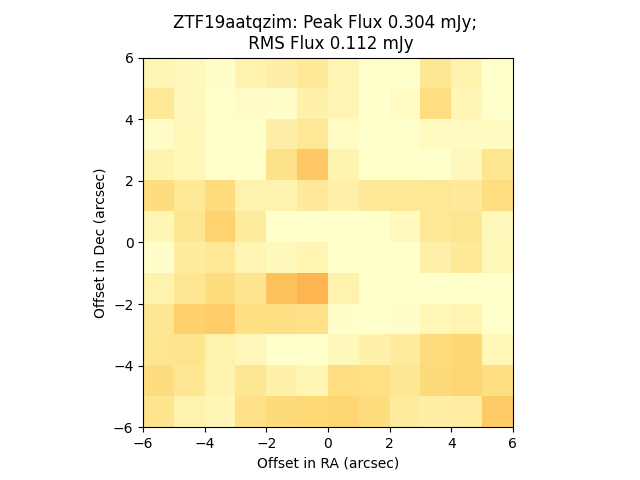 ZTF19aatqzim: Peak Flux 0.304 mJy;
RMS Flux 0.112 mJy
6
4
2
0
−2
−4
−6
Offset in Dec (arcsec)
−6 −4 −2 0 2 4 6
Offset in RA (arcsec)